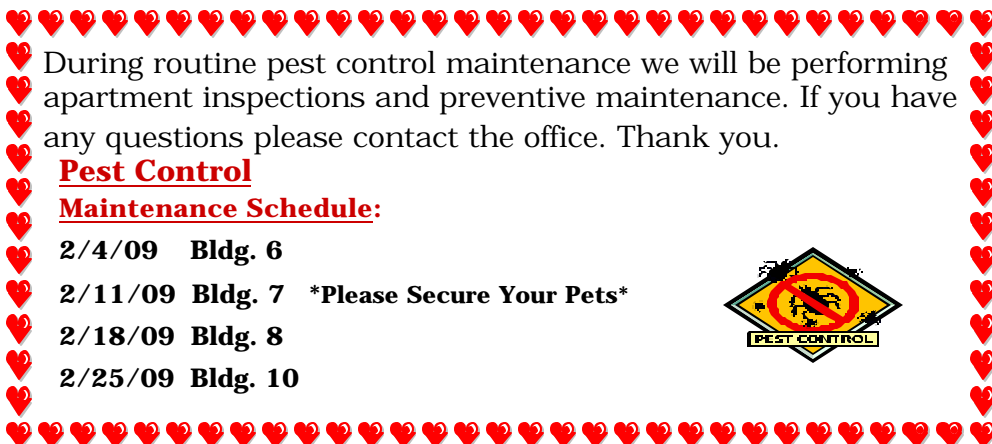 During routine pest control maintenance we will be performing
apartment inspections and preventive maintenance. If you have
any questions please contact the office. Thank you.
Pest Control
Maintenance Schedule:
2/4/09 Bldg. 6
2/11/09 Bldg. 7 *Please Secure Your Pets*
2/18/09 Bldg. 8
2/25/09 Bldg. 10
PEST CONTROL